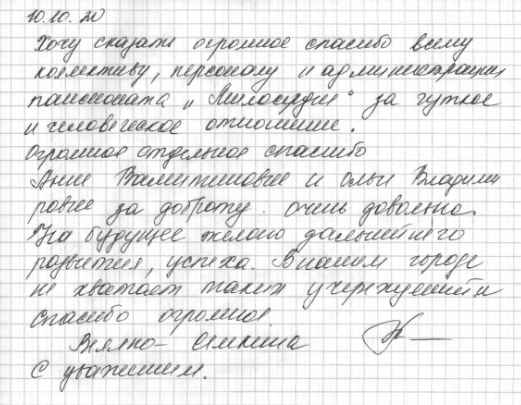 10.10.20
Хочу сказать огромное спасибо всему
коллективу, персоналу и администрации
пансионата "Милосердие" за чуткое
и человеческое отношение.
Огромное отдельное спасибо
Анне Валентиновне и Ольге Владими
ровне за доброту. Очень довольна.
На будущее желаю дальнейшего
развития, успеха. В нашем городе
не хватает таких учреждений и
спасибо огромное.
С уважением.